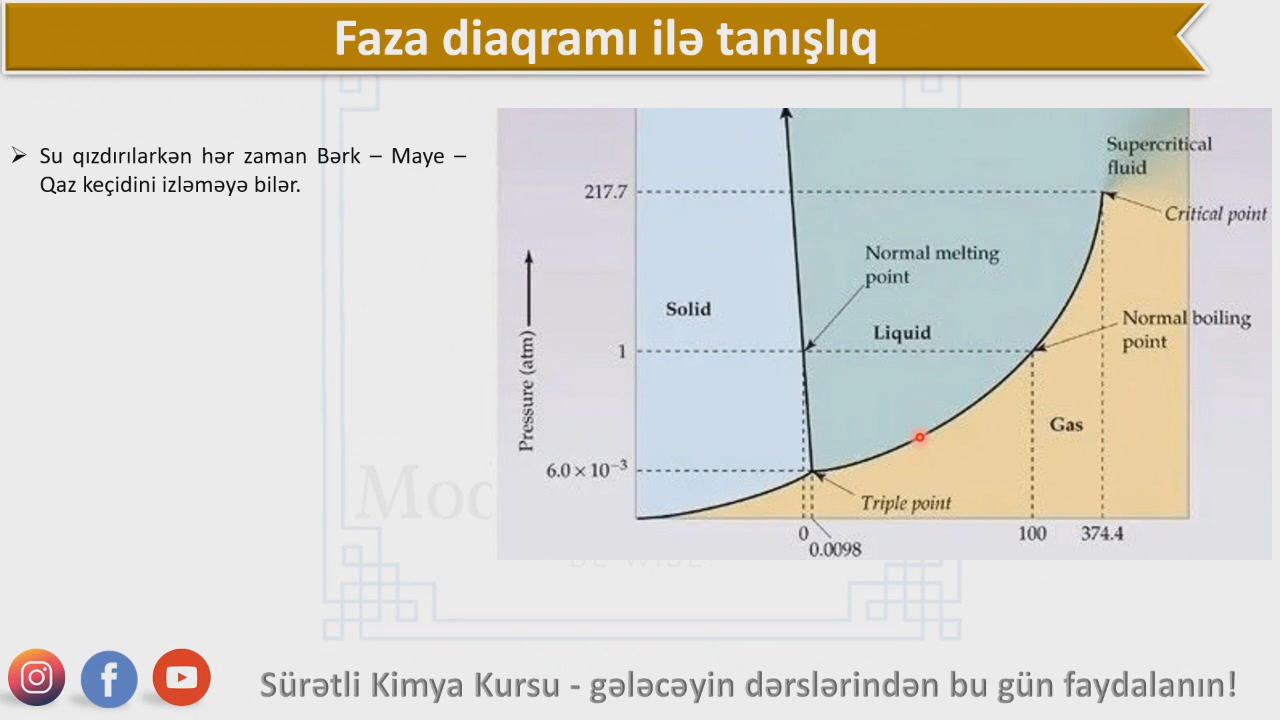 Faza diaqramı ilə tanışlıq
➢ Su qızdırılarkən hər zaman Bərk – Maye –
Qaz keçidini izləməyə bilər.
Supercritical
fluid
217.7
Critical point
Normal melting
point
Solid
Liquid
Normal boiling
point
1
Pressure (atm)
Gas
6.0 × 10⁻³
Triple point
0
100
374.4
0.0098
Sürətli Kimya Kursu - gələcəyin dərslərindən bu gün faydalanın!